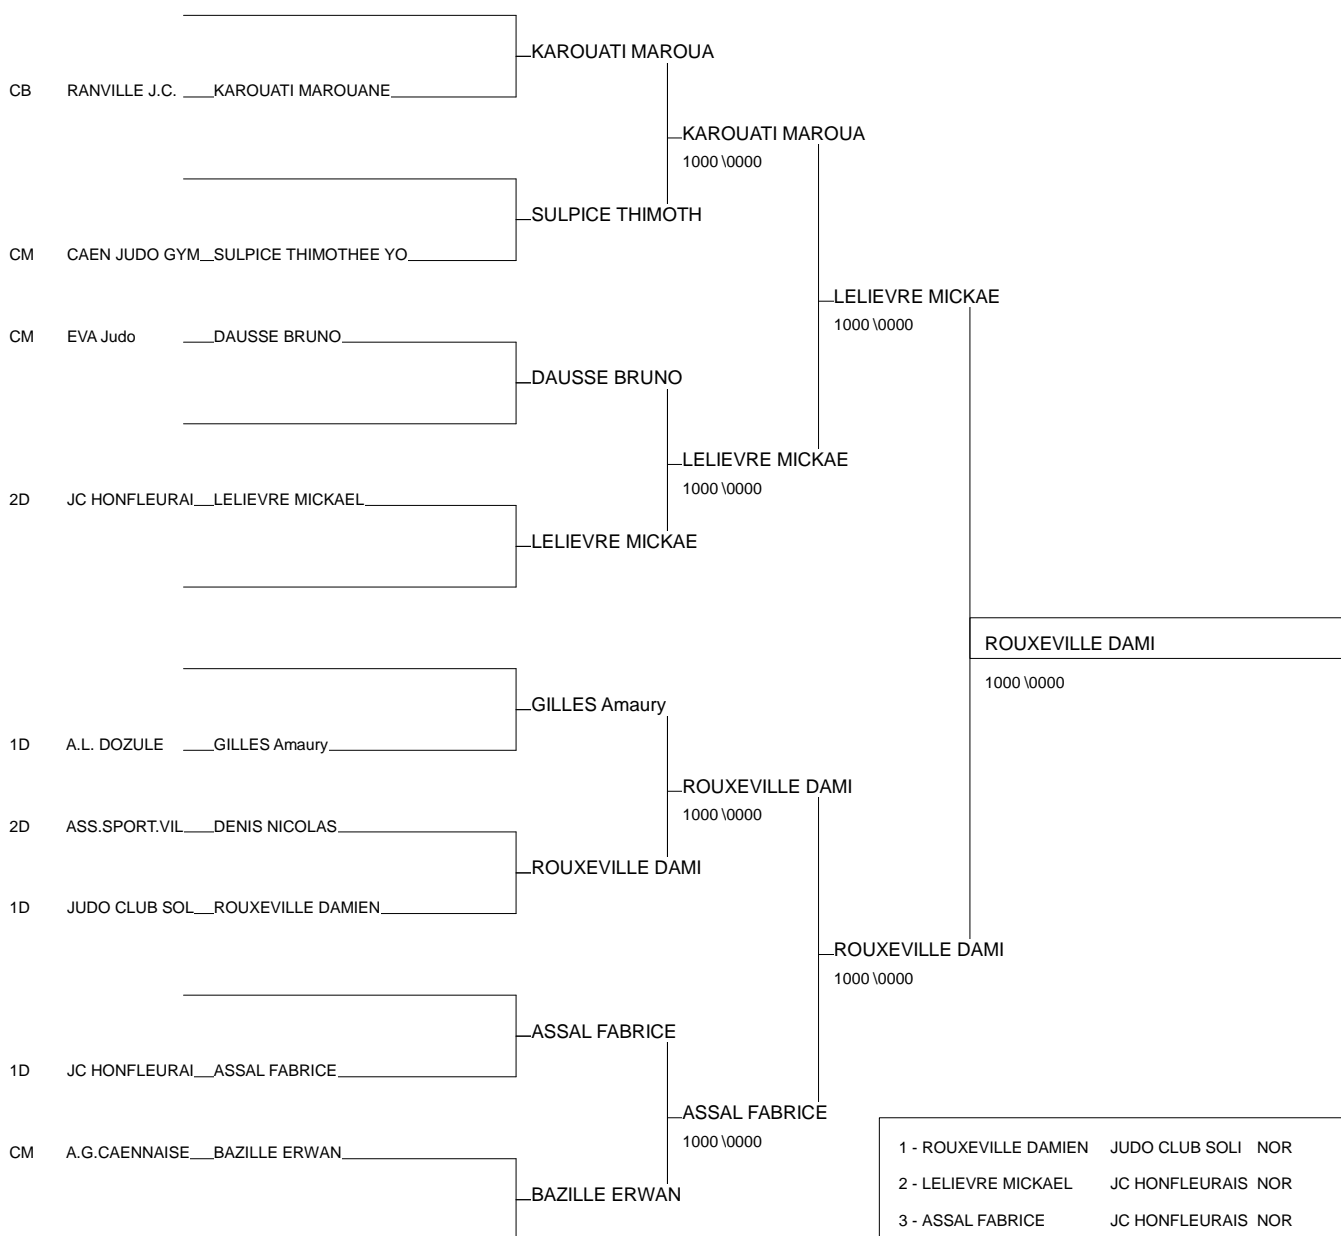 KAROUATI MAROUA
CB RANVILLE J.C. KAROUATI MAROUANE
KAROUATI MAROUA
1000 \0000
SULPICE THIMOTH
CM CAEN JUDO GYM SULPICE THIMOTHEE YO
LELIEVRE MICKAE
1000 \0000
CM EVA Judo DAUSSE BRUNO
DAUSSE BRUNO
LELIEVRE MICKAE
1000 \0000
2D JC HONFLEURAI LELIEVRE MICKAEL
LELIEVRE MICKAE
ROUXEVILLE DAMI
1000 \0000
GILLES Amaury
1D A.L. DOZULE GILLES Amaury
ROUXEVILLE DAMI
1000 \0000
2D ASS.SPORT.VIL DENIS NICOLAS
ROUXEVILLE DAMI
1D JUDO CLUB SOL ROUXEVILLE DAMIEN
ROUXEVILLE DAMI
1000 \0000
ASSAL FABRICE
1D JC HONFLEURAI ASSAL FABRICE
ASSAL FABRICE
1000 \0000
CM A.G.CAENNAISE BAZILLE ERWAN
BAZILLE ERWAN
1 - ROUXEVILLE DAMIEN JUDO CLUB SOLI NOR
2 - LELIEVRE MICKAEL JC HONFLEURAIS NOR
3 - ASSAL FABRICE JC HONFLEURAIS NOR